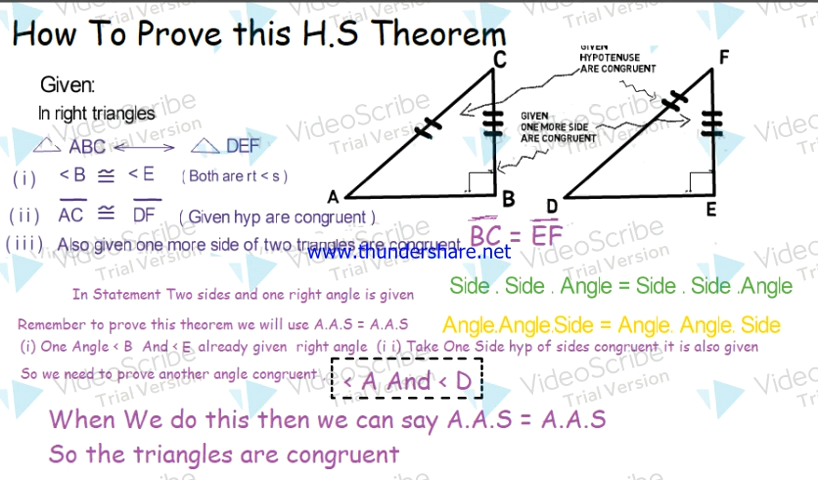 How To Prove this H.S Theorem
Given:
In right triangles
△ ABC ⟷ △ DEF
(i) < B ≅ < E (Both are rt < s)
(ii) AC ≅ DF (Given hyp are congruent)
(iii) Also given one more side of two triangles are congruent BC = EF
www.thundershare.net
C
F
GIVEN
HYPOTENUSE
ARE CONGRUENT
GIVEN
ONE MORE SIDE
ARE CONGRUENT
A
B
D
E
In Statement Two sides and one right angle is given
Side . Side . Angle = Side . Side .Angle
Remember to prove this theorem we will use A.A.S = A.A.S
Angle.Angle.Side = Angle. Angle. Side
(i) One Angle < B And < E already given right angle (i i) Take One Side hyp of sides congruent it is also given
So we need to prove another angle congruent < A And < D
When We do this then we can say A.A.S = A.A.S
So the triangles are congruent
VideoScribe
Trial Version